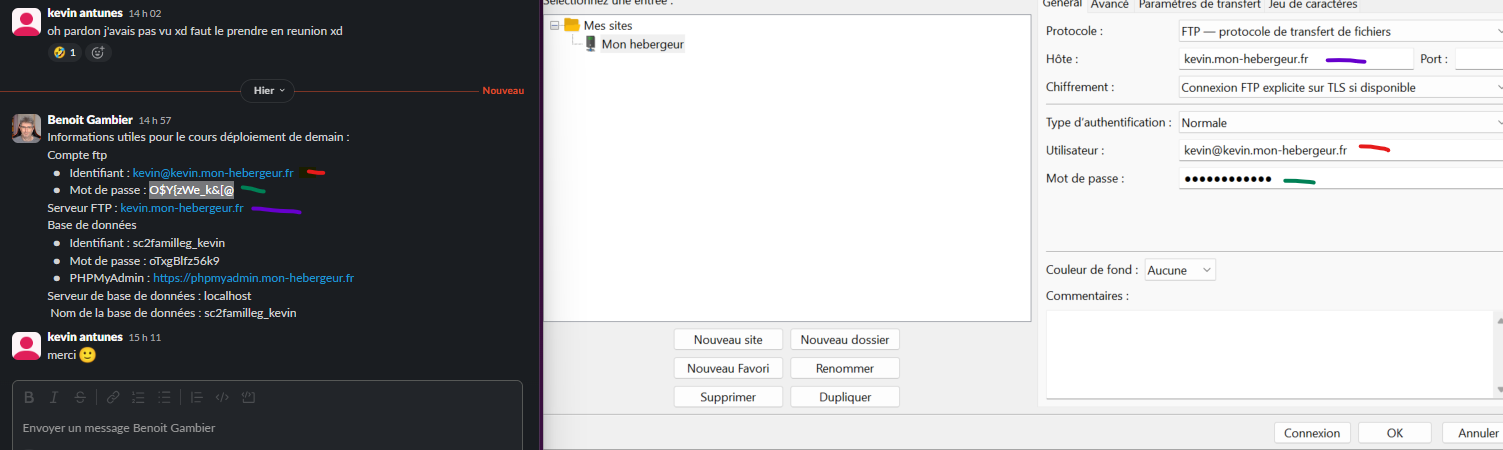 kevin antunes 14 h 02
oh pardon j'avais pas vu xd faut le prendre en reunion xd
🤣 1
Hier
Nouveau
Benoit Gambier 14 h 57
Informations utiles pour le cours déploiement de demain :
Compte ftp
Identifiant : kevin@kevin.mon-hebergeur.fr
Mot de passe : O$Y[zWe_k&[@
Serveur FTP : kevin.mon-hebergeur.fr
Base de données
Identifiant : sc2familleg_kevin
Mot de passe : oTxgBlfz56k9
PHPMyAdmin : https://phpmyadmin.mon-hebergeur.fr
Serveur de base de données : localhost
Nom de la base de données : sc2familleg_kevin
kevin antunes 15 h 11
merci 🙂
Envoyer un message Benoit Gambier
Sélectionnez une entrée :
Mes sites
Mon hebergeur
Nouveau site Nouveau dossier
Nouveau Favori Renommer
Supprimer Dupliquer
Général Avancé Paramètres de transfert Jeu de caractères
Protocole : FTP — protocole de transfert de fichiers
Hôte : kevin.mon-hebergeur.fr Port :
Chiffrement : Connexion FTP explicite sur TLS si disponible
Type d'authentification : Normale
Utilisateur : kevin@kevin.mon-hebergeur.fr
Mot de passe : ●●●●●●●●●●●●
Couleur de fond : Aucune
Commentaires :
Connexion OK Annuler